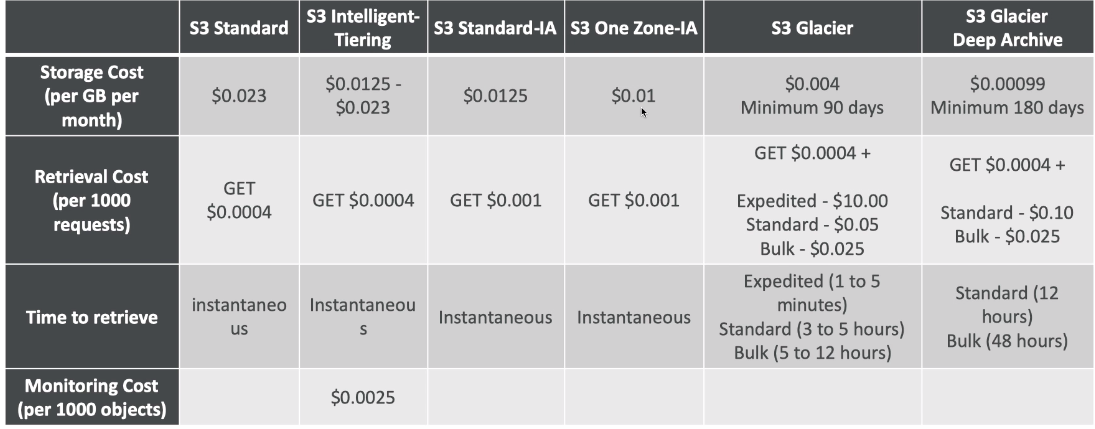 S3 Standard
S3 Intelligent-
Tiering
S3 Standard-IA
S3 One Zone-IA
S3 Glacier
S3 Glacier
Deep Archive
Storage Cost
(per GB per
month)
$0.023
$0.0125 -
$0.023
$0.0125
$0.01
$0.004
Minimum 90 days
$0.00099
Minimum 180 days
Retrieval Cost
(per 1000
requests)
GET
$0.0004
GET $0.0004
GET $0.001
GET $0.001
GET $0.0004 +
Expedited - $10.00
Standard - $0.05
Bulk - $0.025
GET $0.0004 +
Standard - $0.10
Bulk - $0.025
Time to retrieve
instantaneo
us
Instantaneou
s
Instantaneous
Instantaneous
Expedited (1 to 5
minutes)
Standard (3 to 5 hours)
Bulk (5 to 12 hours)
Standard (12
hours)
Bulk (48 hours)
Monitoring Cost
(per 1000 objects)
$0.0025